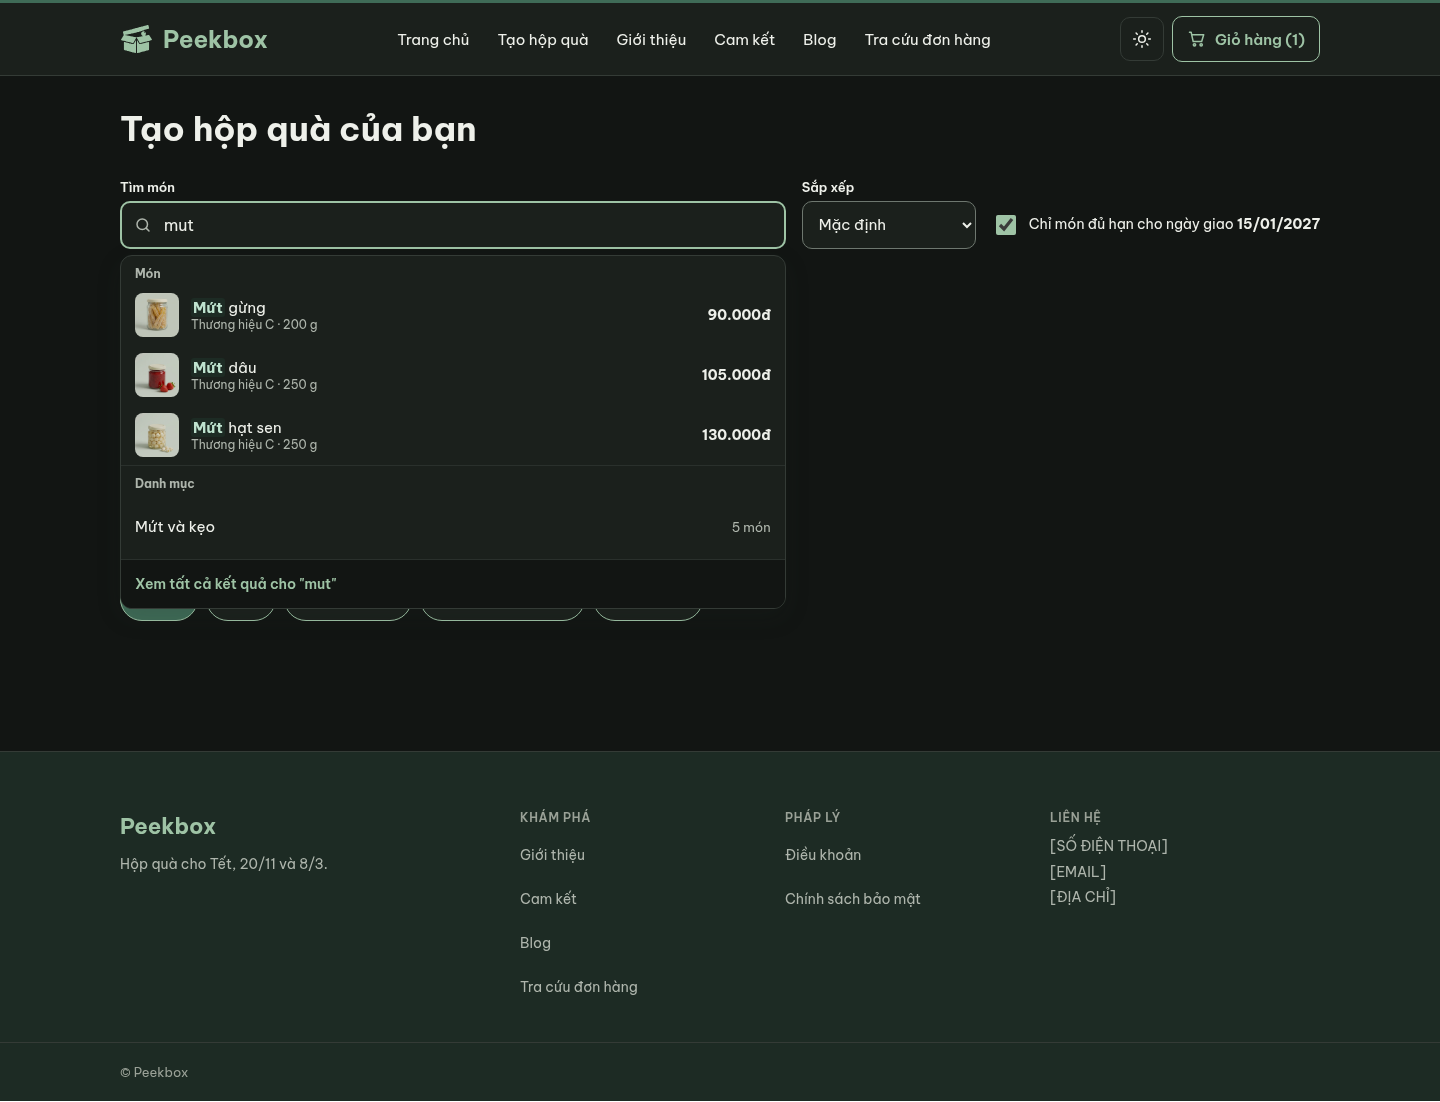 Peekbox
Trang chủ
Tạo hộp quà
Giới thiệu
Cam kết
Blog
Tra cứu đơn hàng
Giỏ hàng (1)
Tạo hộp quà của bạn
Tìm món
Sắp xếp
mut
Mặc định
Chỉ món đủ hạn cho ngày giao 15/01/2027
Món
Mứt gừng
Thương hiệu C · 200 g
90.000đ
Mứt dâu
Thương hiệu C · 250 g
105.000đ
Mứt hạt sen
Thương hiệu C · 250 g
130.000đ
Danh mục
Mứt và kẹo
5 món
Xem tất cả kết quả cho "mut"
Peekbox
Hộp quà cho Tết, 20/11 và 8/3.
KHÁM PHÁ
Giới thiệu
Cam kết
Blog
Tra cứu đơn hàng
PHÁP LÝ
Điều khoản
Chính sách bảo mật
LIÊN HỆ
[SỐ ĐIỆN THOẠI]
[EMAIL]
[ĐỊA CHỈ]
© Peekbox